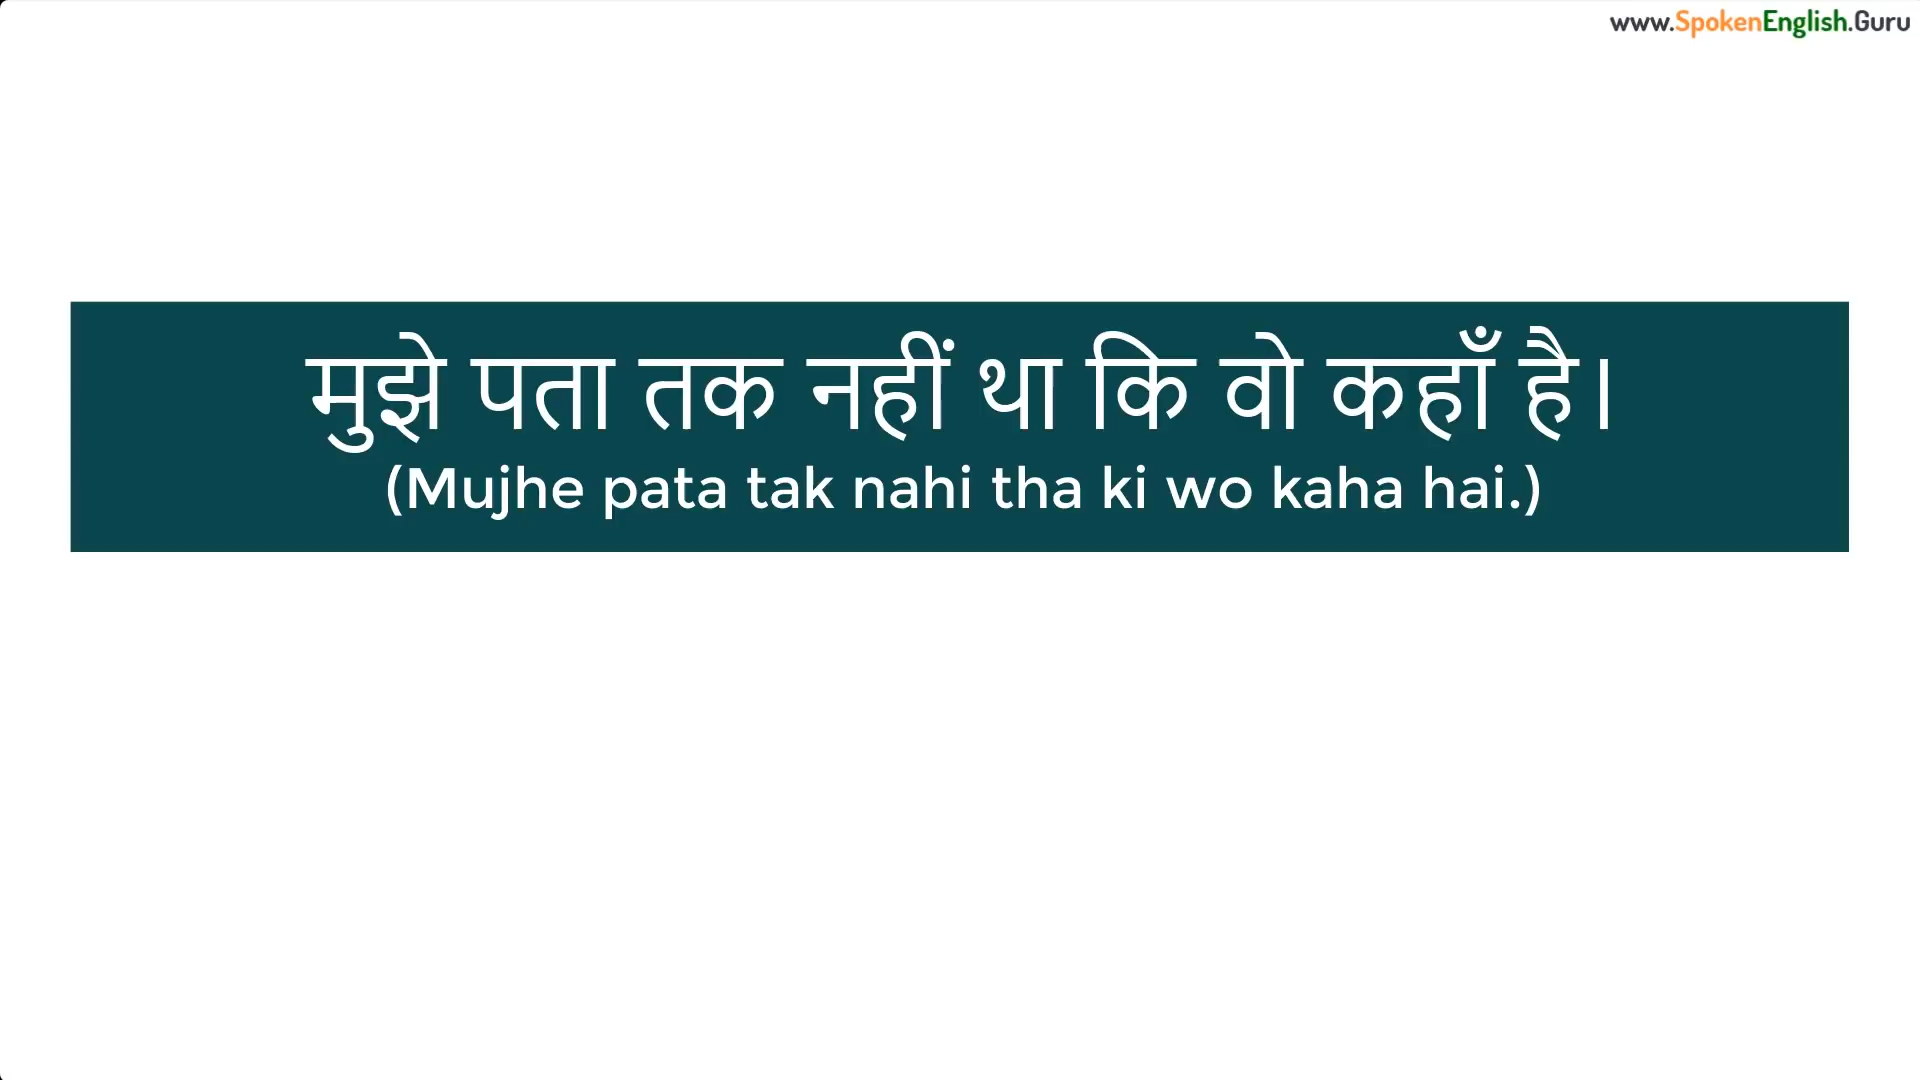 www.SpokenEnglish.Guru
मुझे पता तक नहीं था कि वो कहाँ है।
(Mujhe pata tak nahi tha ki wo kaha hai.)